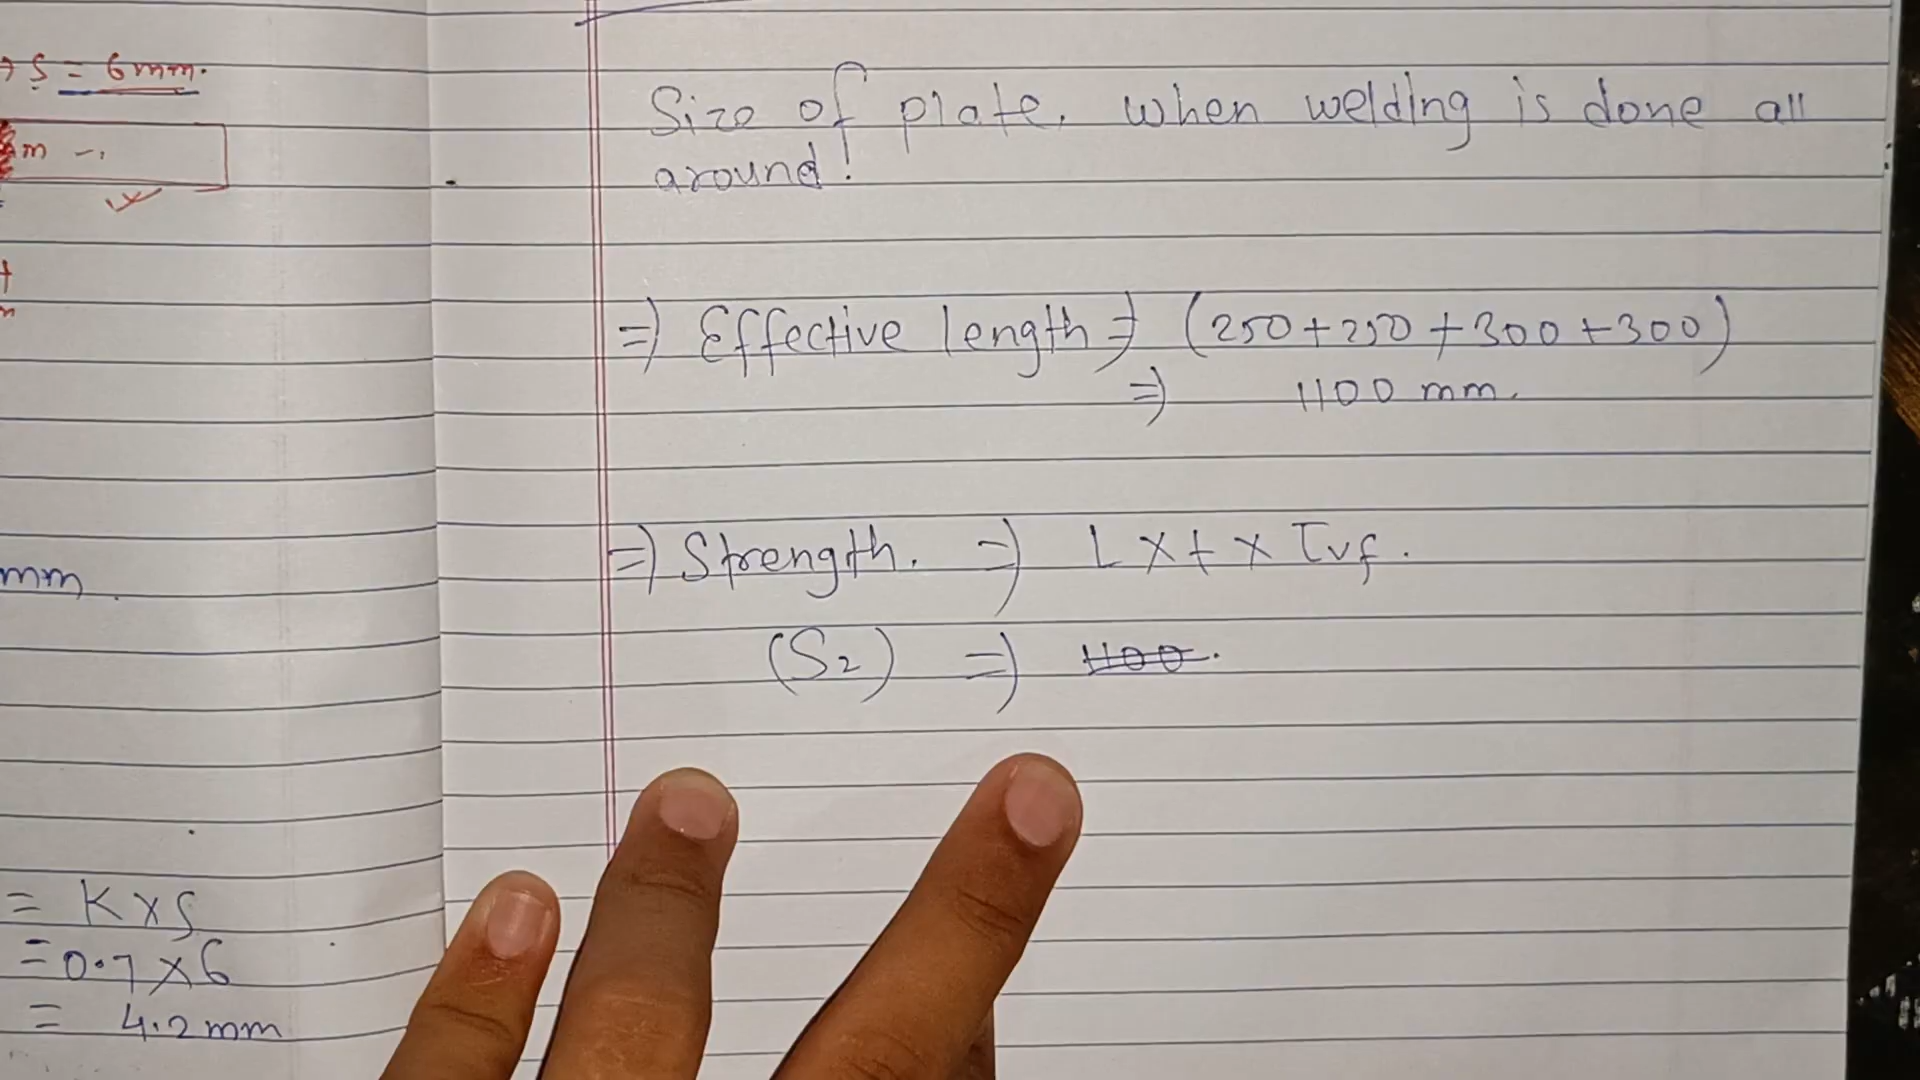 → S = 6mm.
m -.
mm.
= K x S
= 0.7 x 6
= 4.2 mm
Size of plate, when welding is done all
around!
=) Effective length =) (250+250+300+300)
=) 1100 mm.
=) Strength. =) L x t x τvf.
(S2) =) 1100.